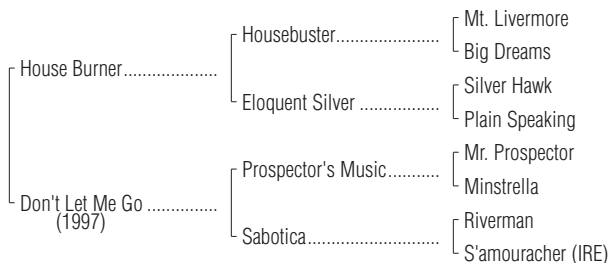 Mt. Livermore
Housebuster......................
Big Dreams
House Burner....................
Silver Hawk
Eloquent Silver .................
Plain Speaking
Mr. Prospector
Prospector's Music...........
Minstrella
Don't Let Me Go ...............
(1997)
Riverman
Sabotica............................
S'amouracher (IRE)